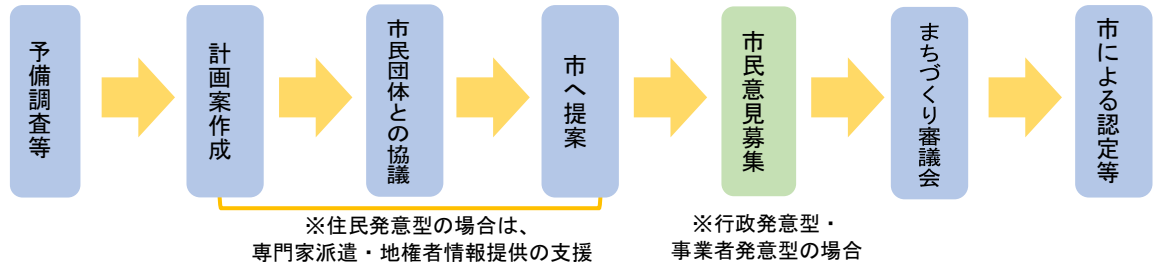 予備調査等
計画案作成
市民団体との協議
市へ提案
市民意見募集
まちづくり審議会
市による認定等
※住民発意型の場合は、
専門家派遣・地権者情報提供の支援
※行政発意型・
事業者発意型の場合